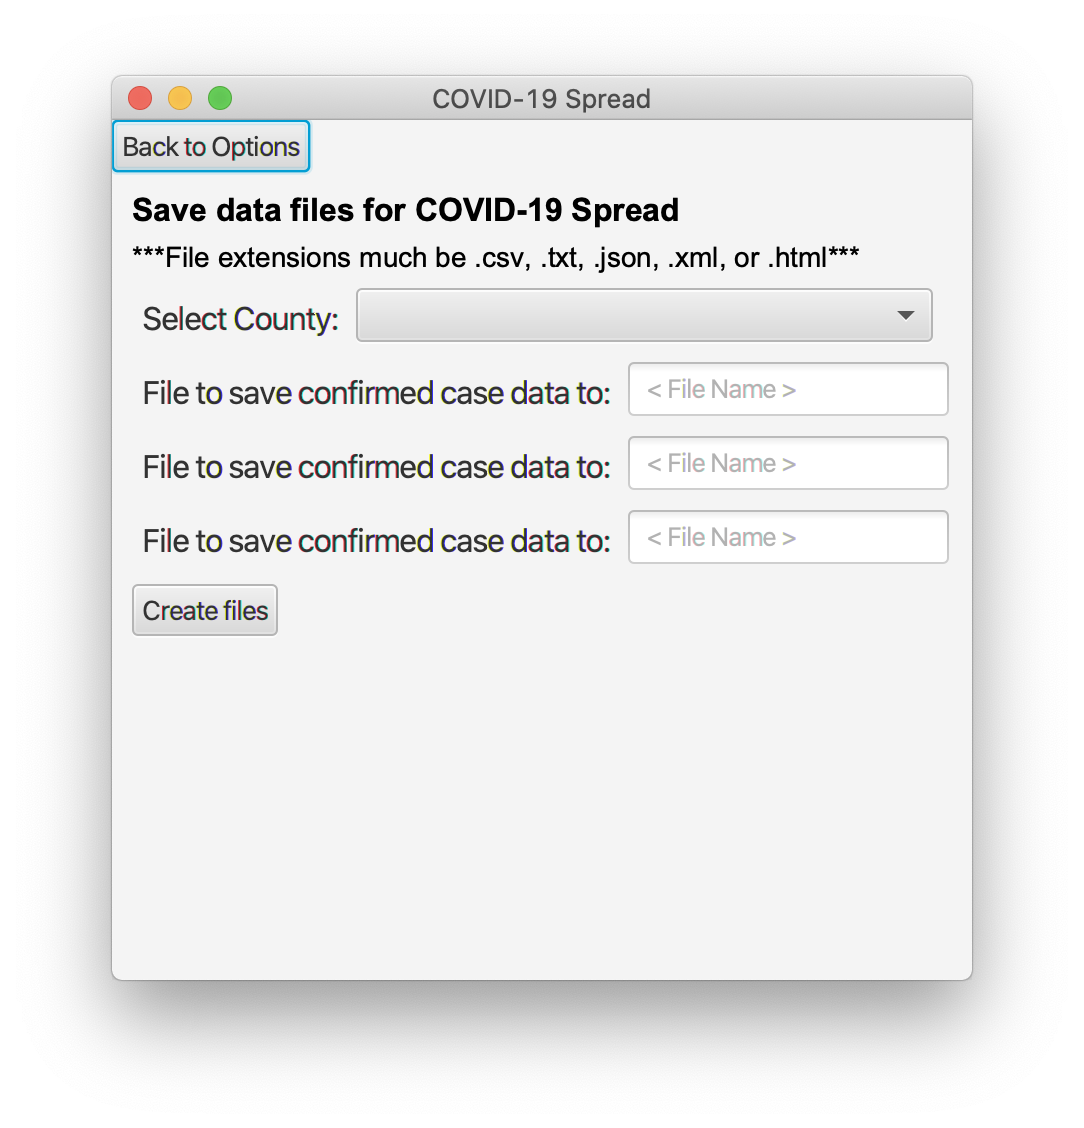 COVID-19 Spread
Back to Options
Save data files for COVID-19 Spread
***File extensions much be .csv, .txt, .json, .xml, or .html***
Select County:
File to save confirmed case data to: < File Name >
File to save confirmed case data to: < File Name >
File to save confirmed case data to: < File Name >
Create files